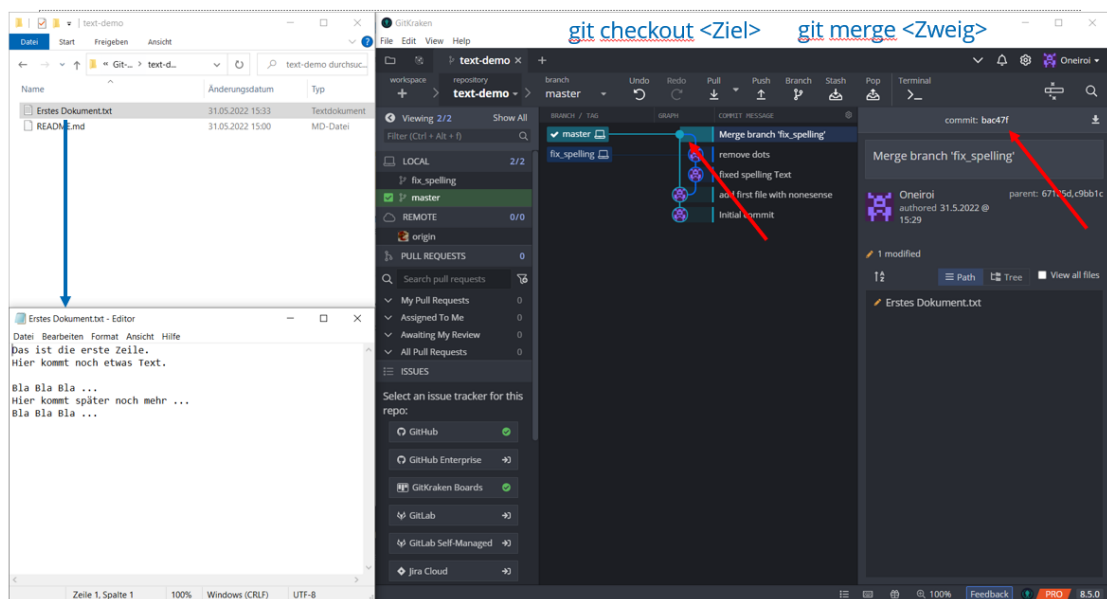 text-demo
Datei Start Freigeben Ansicht
« Git-... > text-d...
text-demo durchsuc...
Name Änderungsdatum Typ
Erstes Dokument.txt 31.05.2022 15:33 Textdokument
README.md 31.05.2022 15:00 MD-Datei
Erstes Dokument.txt - Editor
Datei Bearbeiten Format Ansicht Hilfe
Das ist die erste Zeile.
Hier kommt noch etwas Text.
Bla Bla Bla ...
Hier kommt später noch mehr ...
Bla Bla Bla ...
Zeile 1, Spalte 1 100% Windows (CRLF) UTF-8
GitKraken
git checkout <Ziel> git merge <Zweig>
File Edit View Help
text-demo
Oneiroi
workspace repository branch
text-demo master
Undo Redo Pull Push Branch Stash Pop Terminal
Viewing 2/2 Show All
Filter (Ctrl + Alt + f)
LOCAL 2/2
fix_spelling
master
REMOTE 0/0
origin
PULL REQUESTS 0
Search pull requests
My Pull Requests 0
Assigned To Me 0
Awaiting My Review 0
All Pull Requests 0
ISSUES
Select an issue tracker for this
repo:
GitHub
GitHub Enterprise
GitKraken Boards
GitLab
GitLab Self-Managed
Jira Cloud
BRANCH / TAG GRAPH COMMIT MESSAGE
master Merge branch 'fix_spelling'
fix_spelling remove dots
fixed spelling Text
add first file with nonesense
Initial commit
commit: bac47f
Merge branch 'fix_spelling'
Oneiroi
authored 31.5.2022 @
15:29
parent:
1 modified
Path Tree View all files
Erstes Dokument.txt
100% Feedback PRO 8.5.0